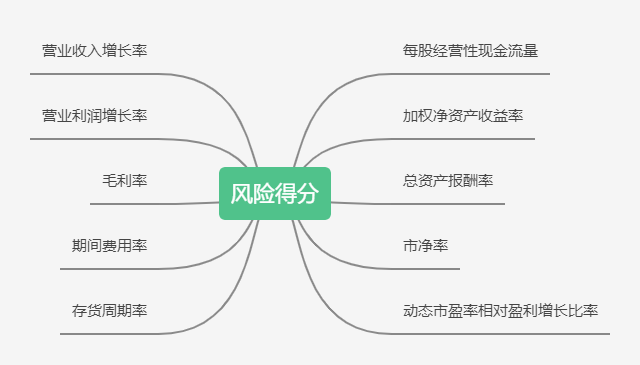 营业收入增长率
营业利润增长率
毛利率
期间费用率
存货周期率
风险得分
每股经营性现金流量
加权净资产收益率
总资产报酬率
市净率
动态市盈率相对盈利增长比率